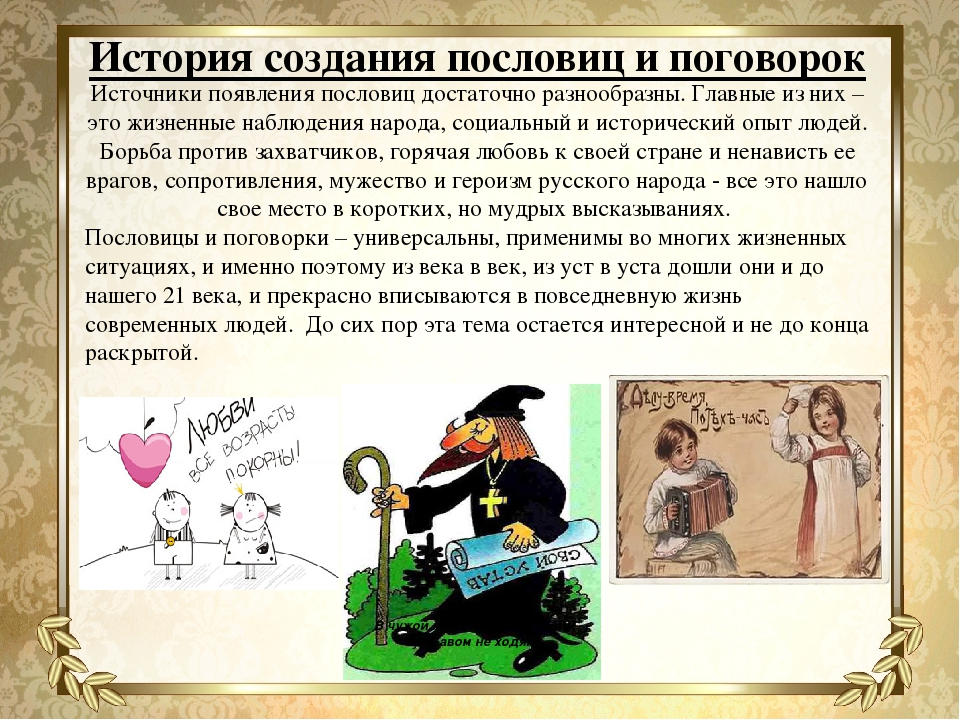 История создания пословиц и поговорок
Источники появления пословиц достаточно разнообразны. Главные из них –
это жизненные наблюдения народа, социальный и исторический опыт людей.
Борьба против захватчиков, горячая любовь к своей стране и ненависть ее
врагов, сопротивления, мужество и героизм русского народа - все это нашло
свое место в коротких, но мудрых высказываниях.
Пословицы и поговорки – универсальны, применимы во многих жизненных
ситуациях, и именно поэтому из века в век, из уст в уста дошли они и до
нашего 21 века, и прекрасно вписываются в повседневную жизнь
современных людей. До сих пор эта тема остается интересной и не до конца
раскрытой.
ЛЮБВИ
ВСЕ ВОЗРАСТЫ
ПОКОРНЫ!
СВОЙ УСТАВ
не ходя
Дѣлу-время,
Потѣхѣ-часъ